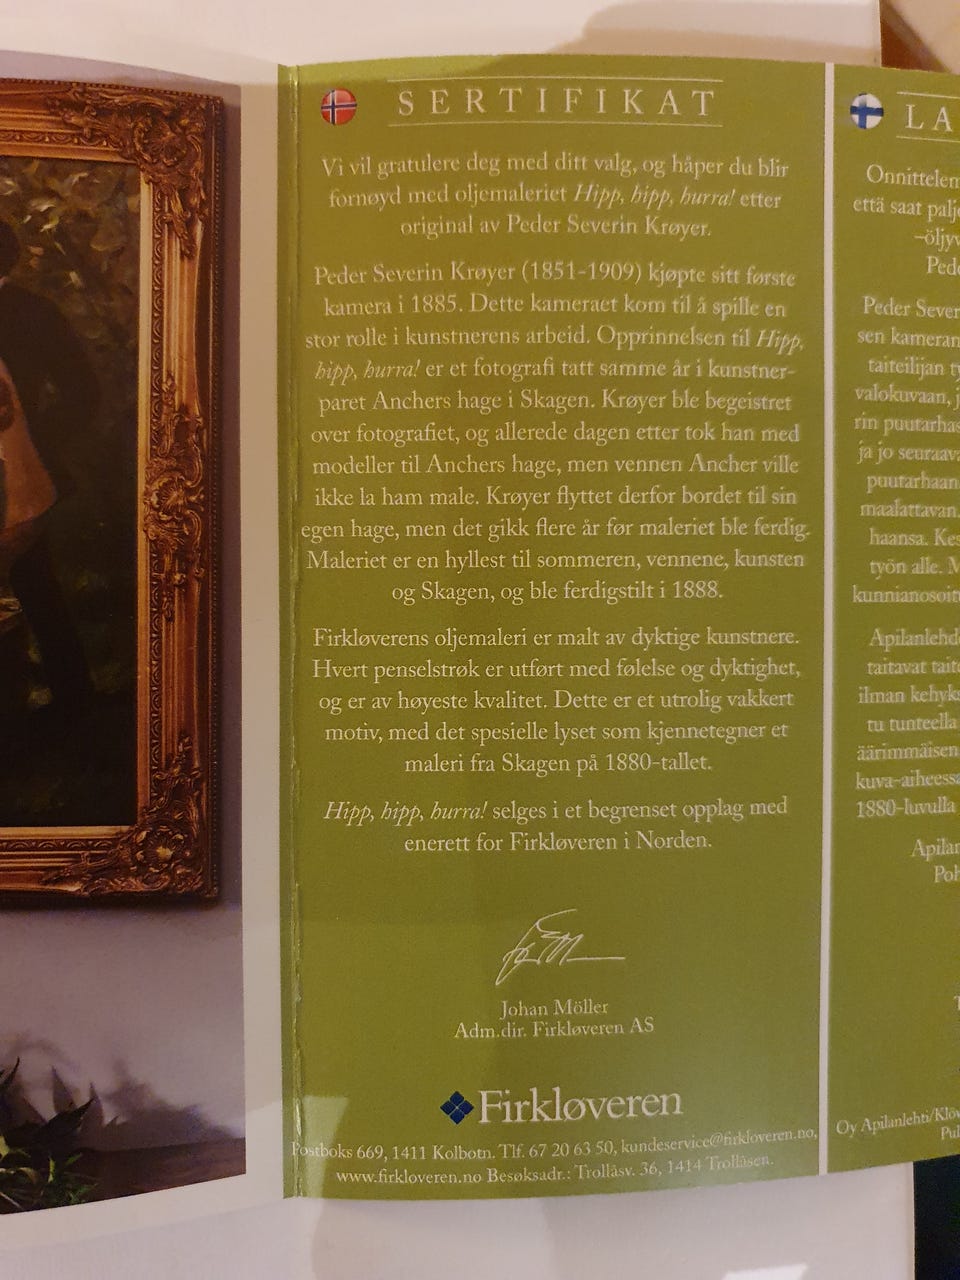 SERTIFIKAT
Vi vil gratulere deg med ditt valg, og håper du blir
fornøyd med oljemaleriet Hipp, hipp, hurra! etter
original av Peder Severin Krøyer.
Peder Severin Krøyer (1851-1909) kjøpte sitt første
kamera i 1885. Dette kameraet kom til å spille en
stor rolle i kunstnerens arbeid. Opprinnelsen til Hipp,
hipp, hurra! er et fotografi tatt samme år i kunstner-
paret Anchers hage i Skagen. Krøyer ble begeistret
over fotografiet, og allerede dagen etter tok han med
modeller til Anchers hage, men vennen Ancher ville
ikke la ham male. Krøyer flyttet derfor bordet til sin
egen hage, men det gikk flere år før maleriet ble ferdig.
Maleriet er en hyllest til sommeren, vennene, kunsten
og Skagen, og ble ferdigstilt i 1888.
Firkløverens oljemaleri er malt av dyktige kunstnere.
Hvert penselstrøk er utført med følelse og dyktighet,
og er av høyeste kvalitet. Dette er et utrolig vakkert
motiv, med det spesielle lyset som kjennetegner et
maleri fra Skagen på 1880-tallet.
Hipp, hipp, hurra! selges i et begrenset opplag med
enerett for Firkløveren i Norden.
Johan Möller
Adm.dir. Firkløveren AS
Firkløveren
Postboks 669, 1411 Kolbotn. Tlf. 67 20 63 50, kundeservice@firkloveren.no,
www.firkloveren.no Besøksadr.: Trollåsv. 36, 1414 Trollåsen.
LA
Onnittelem
että saat palj
–öljyv
Pede
Peder Sever
sen kameran
taiteilijan ty
valokuvaan, j
rin puutarhas
ja jo seuraava
puutarhaan
maalattavan.
haansa. Kes
työn alle. M
kunnianosoitu
Apilanlehde
taitavat taite
ilman kehyks
tu tunteella
äärimmäisen
kuva-aiheessa
1880-luvulla
Apilan
Poh
Oy Apilanlehti/Klöv
Pul